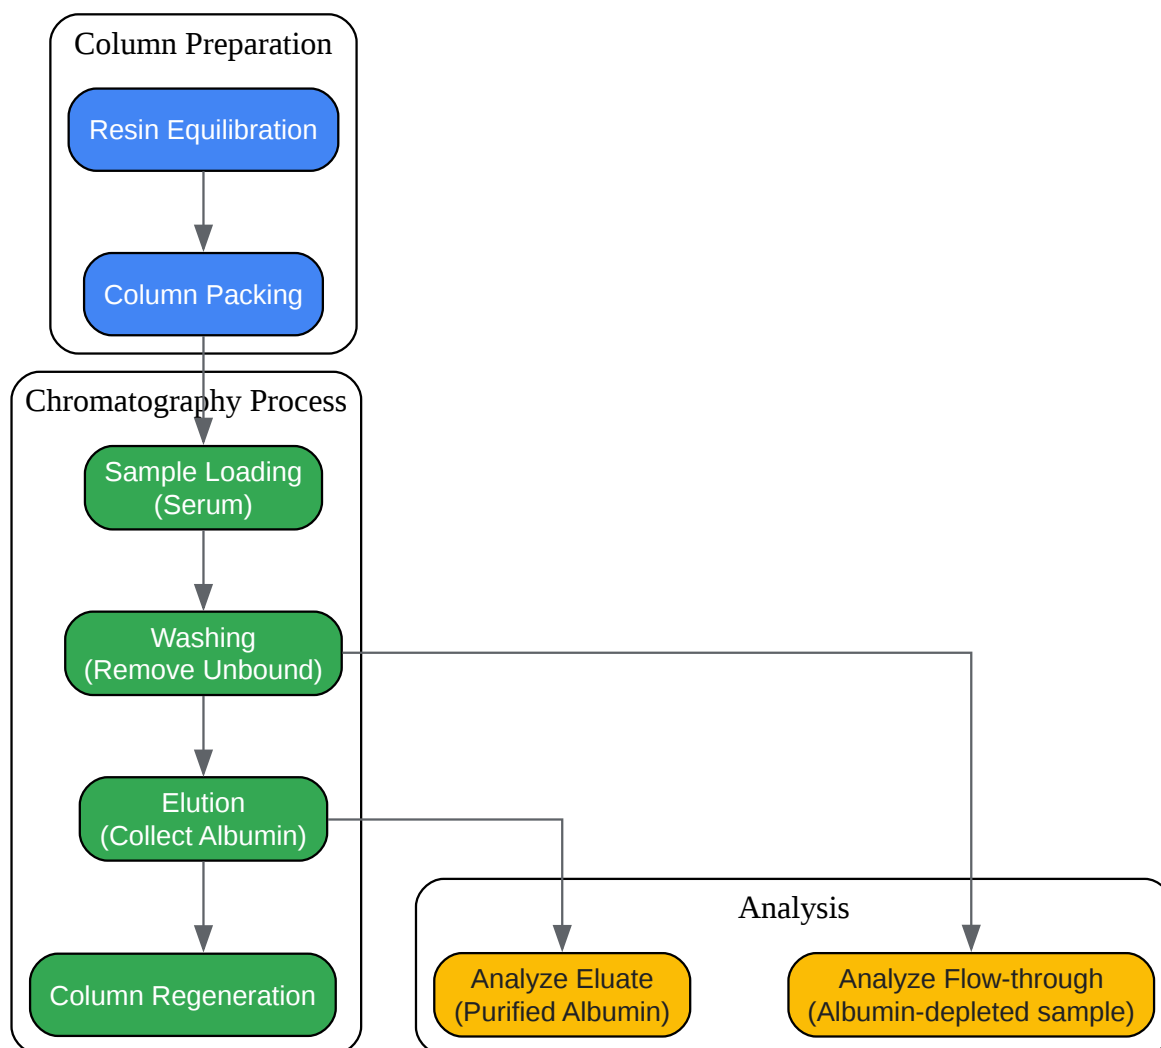 Column Preparation
Resin Equilibration
Column Packing
Chromatography Process
Sample Loading
(Serum)
Washing
(Remove Unbound)
Elution
(Collect Albumin)
Column Regeneration
Analysis
Analyze Eluate
(Purified Albumin)
Analyze Flow-through
(Albumin-depleted sample)